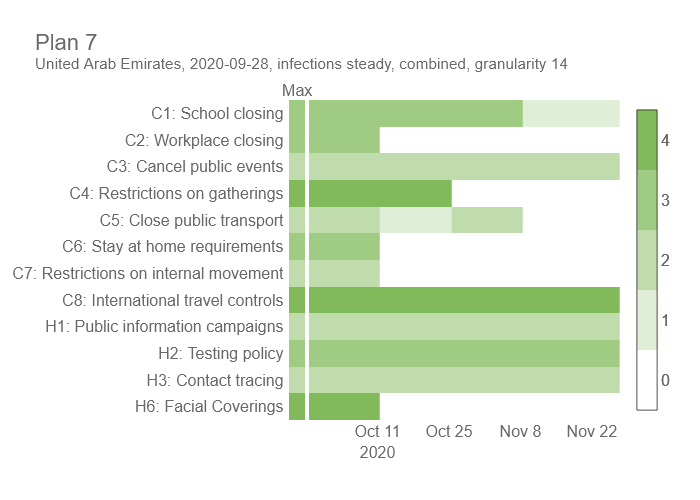 Plan 7
United Arab Emirates, 2020-09-28, infections steady, combined, granularity 14
Max
C1: School closing
C2: Workplace closing
C3: Cancel public events
C4: Restrictions on gatherings
C5: Close public transport
C6: Stay at home requirements
C7: Restrictions on internal movement
C8: International travel controls
H1: Public information campaigns
H2: Testing policy
H3: Contact tracing
H6: Facial Coverings
Oct 11 Oct 25 Nov 8 Nov 22
2020
4
3
2
1
0